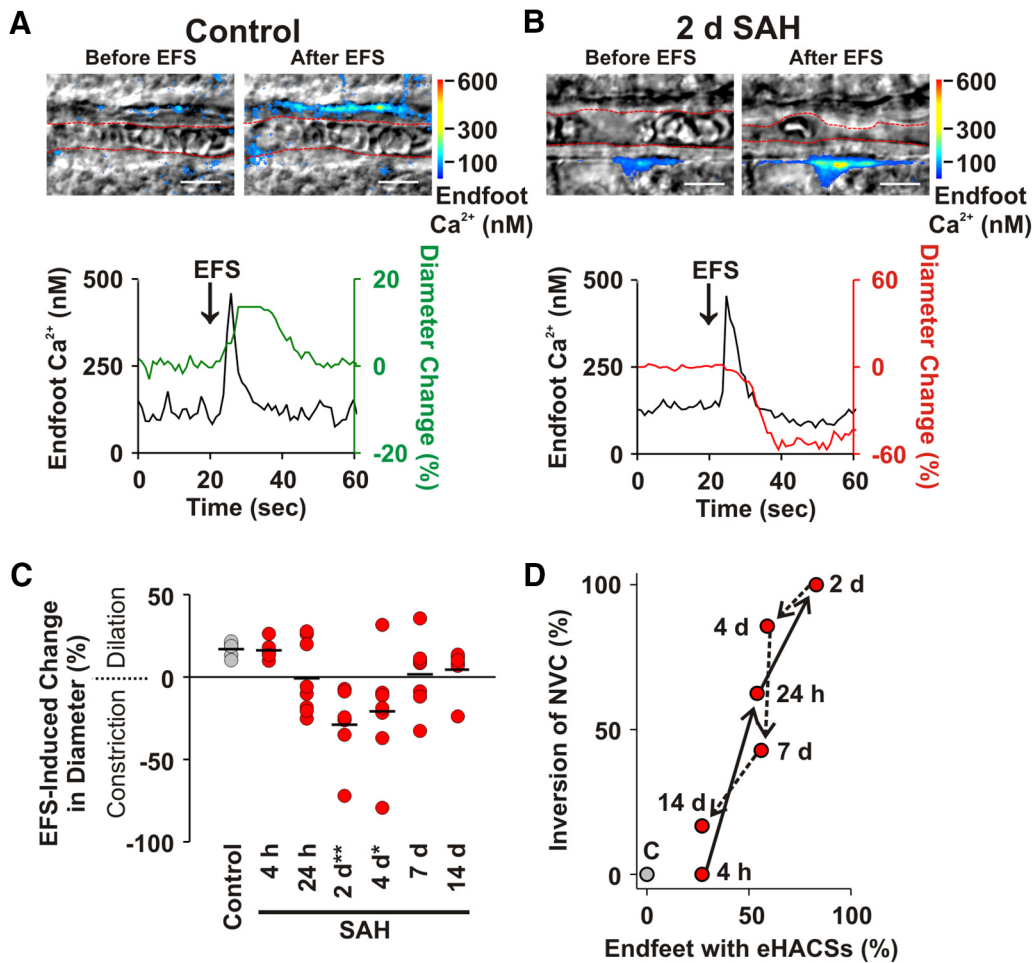 A
Control
Before EFS
After EFS
600
300
100
Endfoot
Ca²⁺ (nM)
EFS
500
250
0
Endfoot Ca²⁺ (nM)
20
0
-20
Diameter Change (%)
0
20
40
60
Time (sec)
B
2 d SAH
Before EFS
After EFS
600
300
100
Endfoot
Ca²⁺ (nM)
EFS
500
250
0
Endfoot Ca²⁺ (nM)
60
0
-60
Diameter Change (%)
0
20
40
60
Time (sec)
C
EFS-Induced Change
in Diameter (%)
Constriction
Dilation
50
0
-50
-100
Control
4 h
24 h
2 d**
4 d*
7 d
14 d
SAH
D
Inversion of NVC (%)
100
50
0
2 d
4 d
24 h
7 d
14 d
C
4 h
0
50
100
Endfeet with eHACSs (%)